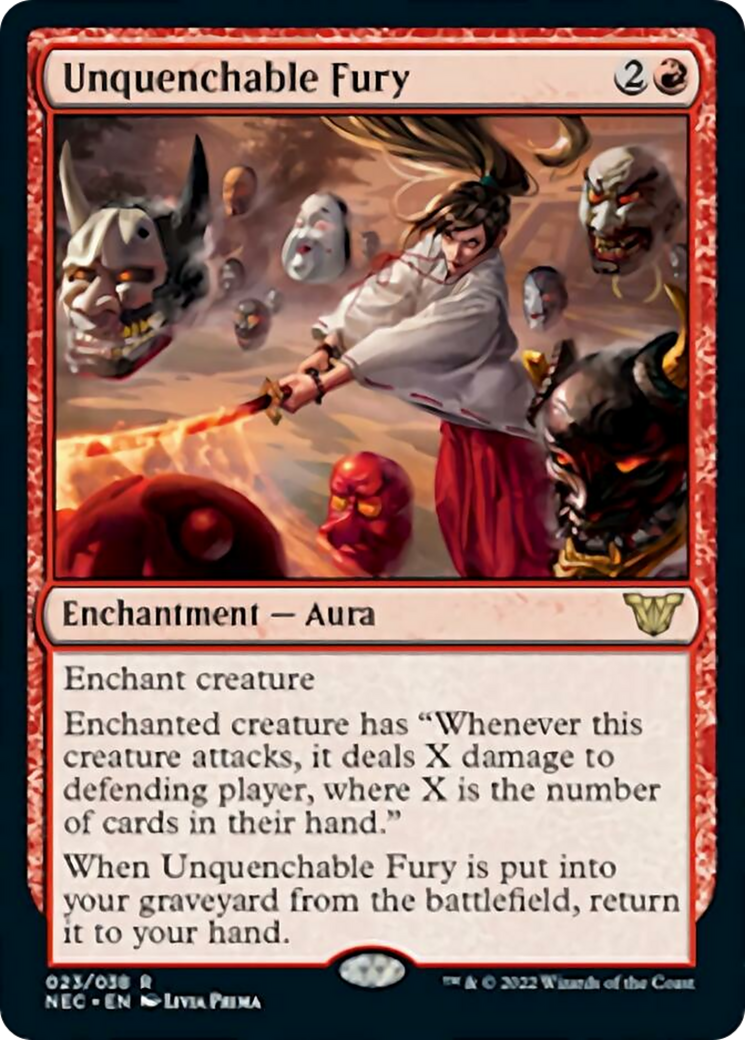 Unquenchable Fury 2
Enchantment — Aura
Enchant creature
Enchanted creature has “Whenever this
creature attacks, it deals X damage to
defending player, where X is the number
of cards in their hand.”
When Unquenchable Fury is put into
your graveyard from the battlefield, return
it to your hand.
023/038 R
NEC • EN Livia Prima
™ & © 2022 Wizards of the Coast